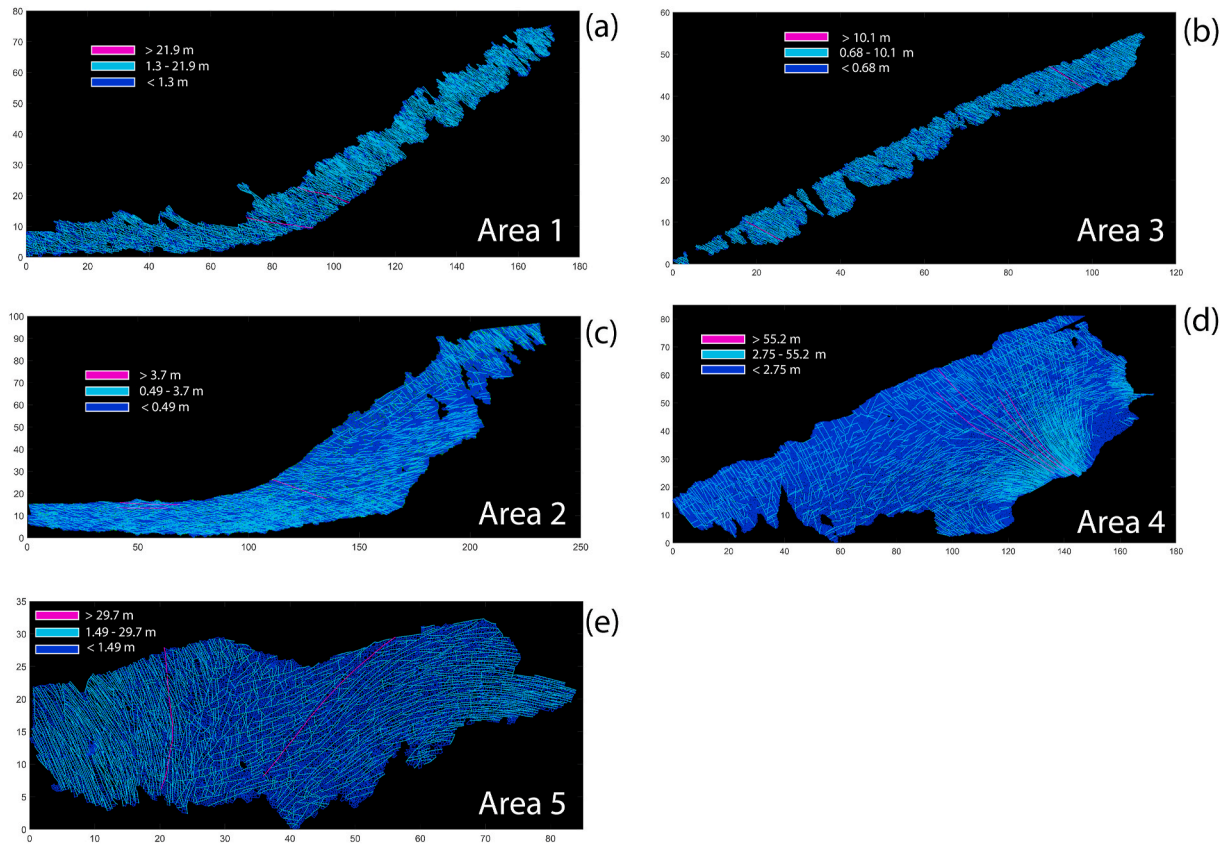 (a)
> 21.9 m
1.3 - 21.9 m
< 1.3 m
Area 1
80
70
60
50
40
30
20
10
0
0 20 40 60 80 100 120 140 160 180
(b)
> 10.1 m
0.68 - 10.1 m
< 0.68 m
Area 3
60
50
40
30
20
10
0
0 20 40 60 80 100 120
(c)
> 3.7 m
0.49 - 3.7 m
< 0.49 m
Area 2
100
90
80
70
60
50
40
30
20
10
0
0 50 100 150 200 250
(d)
> 55.2 m
2.75 - 55.2 m
< 2.75 m
Area 4
80
70
60
50
40
30
20
10
0
0 20 40 60 80 100 120 140 160 180
(e)
> 29.7 m
1.49 - 29.7 m
< 1.49 m
Area 5
35
30
25
20
15
10
5
0
0 10 20 30 40 50 60 70 80